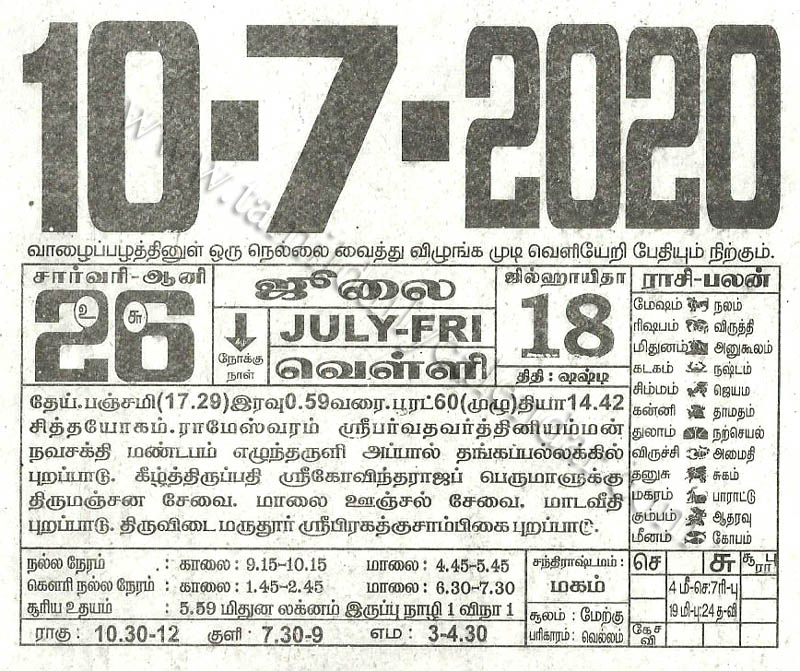 10-7-2020
வாழைப்பழத்தினுள் ஒரு நெல்லை வைத்து விழுங்க முடி வெளியேறி பேதியும் நிற்கும்.
சார்வரி-ஆனி
26
உ சு
ஜூலை
JULY-FRI
வெள்ளி
நோக்கு
நாள்
ஜில்ஹாயிதா
18
திதி : ஷஷ்டி
ராசி-பலன்
மேஷம் நலம்
ரிஷபம் விருத்தி
மிதுனம் அனுகூலம்
கடகம் நஷ்டம்
சிம்மம் ஜெயம
கன்னி தாமதம்
துலாம் நற்செயல்
விருச்சி அமைதி
தனுசு சுகம்
மகரம் பாராட்டு
கும்பம் ஆதரவு
மீனம் கோபம்
தேய்.பஞ்சமி(17.29)இரவு0.59வரை.பூரட்60(முழு)தியா14.42
சித்தயோகம்.ராமேஸ்வரம் ஸ்ரீபர்வதவர்த்தினியம்மன்
நவசக்தி மண்டபம் எழுந்தருளி அப்பால் தங்கப்பல்லக்கில்
புறப்பாடு. கீழ்த்திருப்பதி ஸ்ரீகோவிந்தராஜப் பெருமாளுக்கு
திருமஞ்சன சேவை. மாலை ஊஞ்சல் சேவை. மாடவீதி
புறப்பாடு. திருவிடை மருதூர் ஸ்ரீபிரகத்குசாம்பிகை புறப்பாடு.
நல்ல நேரம் : காலை : 9.15-10.15 மாலை : 4.45-5.45
கௌரி நல்ல நேரம் : காலை : 1.45-2.45 மாலை : 6.30-7.30
சூரிய உதயம் : 5.59 மிதுன லக்னம் இருப்பு நாழி 1 விநா 1
ராகு : 10.30-12 குளி : 7.30-9 எம : 3-4.30
சந்திராஷ்டமம் :
மகம்
சூலம் : மேற்கு
பரிகாரம் : வெல்லம்
செ சு சூ பு ரா
4 மீ-செ:7ரி-பு
19 மி-பு:24 த-வி
கே ச
வி